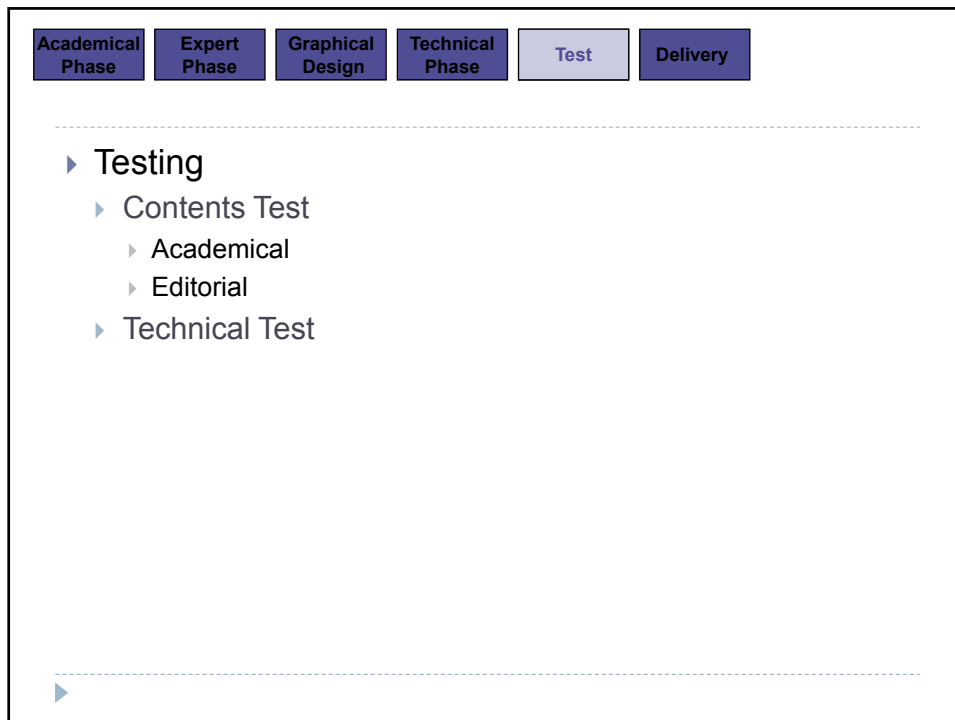 Academical
Phase
Expert
Phase
Graphical
Design
Technical
Phase
Test
Delivery
Testing
Contents Test
Academical
Editorial
Technical Test